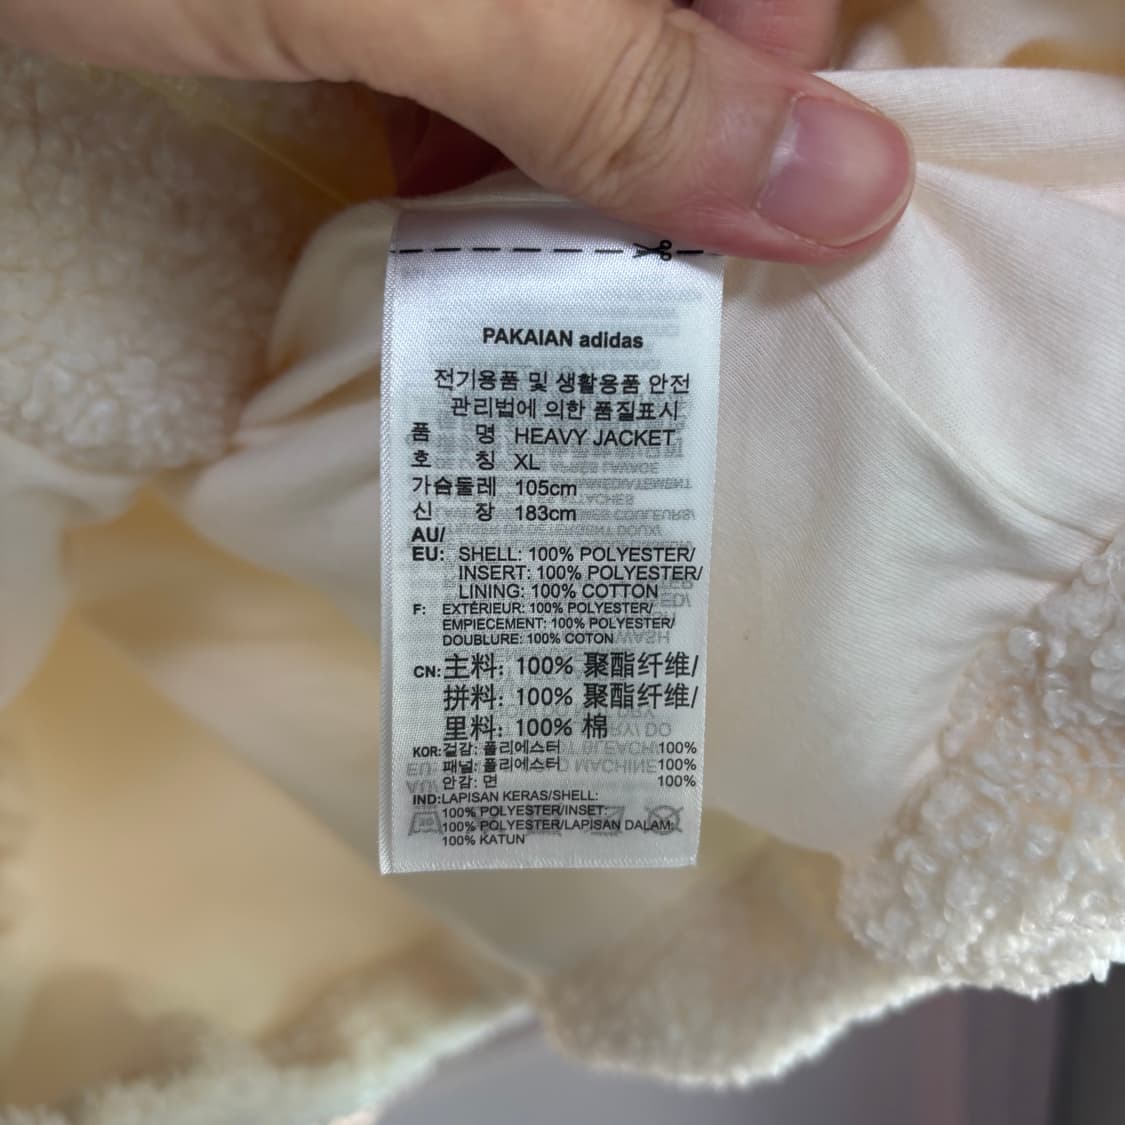 PAKAIAN adidas
전기용품 및 생활용품 안전
관리법에 의한 품질표시
품 명 HEAVY JACKET
호 칭 XL
가슴둘레 105cm
신 장 183cm
AU/
EU: SHELL: 100% POLYESTER/
INSERT: 100% POLYESTER/
LINING: 100% COTTON
F: EXTÉRIEUR: 100% POLYESTER/
EMPIECEMENT: 100% POLYESTER/
DOUBLURE: 100% COTON
CN: 主料: 100% 聚酯纤维/
拼料: 100% 聚酯纤维/
里料: 100% 棉
KOR: 겉감: 폴리에스터 100%
패널: 폴리에스터 100%
안감: 면 100%
IND: LAPISAN KERAS/SHELL:
100% POLYESTER/INSET:
100% POLYESTER/LAPISAN DALAM:
100% KATUN